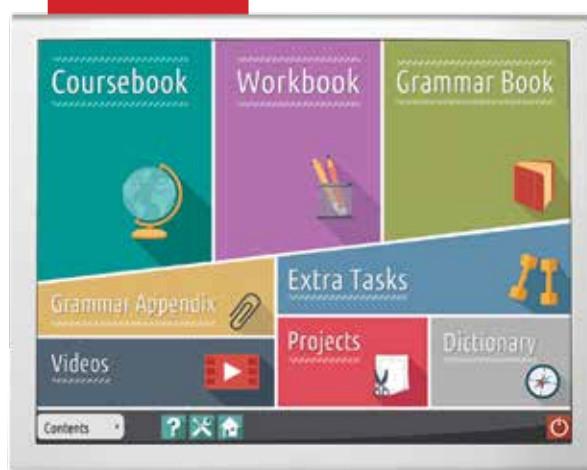 Coursebook
Workbook
Grammar Book
Grammar Appendix
Extra Tasks
Videos
Projects
Dictionary
Contents
?